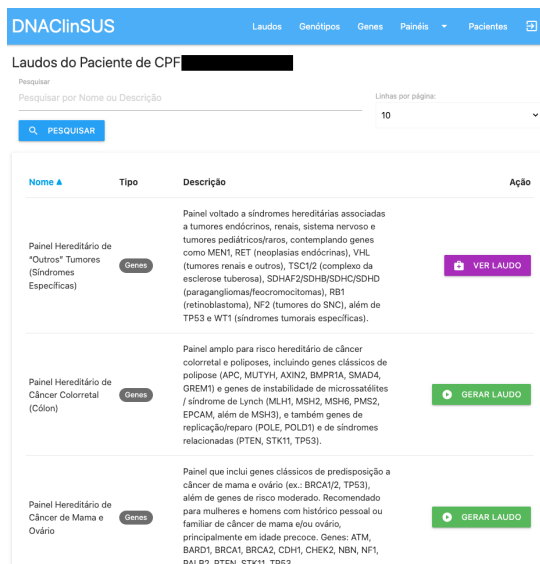 DNAClinSUS
Laudos Genótipos Genes Painéis Pacientes
Laudos do Paciente de CPF
Pesquisar
Pesquisar por Nome ou Descrição
Linhas por página:
10
PESQUISAR
Nome Tipo Descrição Ação
Painel Hereditário de
"Outros" Tumores
(Síndromes
Específicas)
Genes
Painel voltado a síndromes hereditárias associadas
a tumores endócrinos, renais, sistema nervoso e
tumores pediátricos/raros, contemplando genes
como MEN1, RET (neoplasias endócrinas), VHL
(tumores renais e outros), TSC1/2 (complexo da
esclerose tuberosa), SDHAF2/SDHB/SDHC/SDHD
(paragangliomas/feocromocitomas), RB1
(retinoblastoma), NF2 (tumores do SNC), além de
TP53 e WT1 (síndromes tumorais específicas).
VER LAUDO
Painel Hereditário de
Câncer Colorretal
(Cólon)
Genes
Painel amplo para risco hereditário de câncer
colorretal e poliposes, incluindo genes clássicos de
polipose (APC, MUTYH, AXIN2, BMPR1A, SMAD4,
GREM1) e genes de instabilidade de microssatélites
/ síndrome de Lynch (MLH1, MSH2, MSH6, PMS2,
EPCAM, além de MSH3), e também genes de
replicação/reparo (POLE, POLD1) e de síndromes
relacionadas (PTEN, STK11, TP53).
GERAR LAUDO
Painel Hereditário de
Câncer de Mama e
Ovário
Genes
Painel que inclui genes clássicos de predisposição a
câncer de mama e ovário (ex.: BRCA1/2, TP53),
além de genes de risco moderado. Recomendado
para mulheres e homens com histórico pessoal ou
familiar de câncer de mama e/ou ovário,
principalmente em idade precoce. Genes: ATM,
BARD1, BRCA1, BRCA2, CDH1, CHEK2, NBN, NF1,
PALB2, PTEN, STK11, TP53
GERAR LAUDO